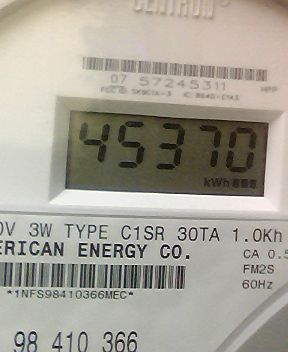 CENTRON
07 57245311
45370
kWh
3W TYPE C1SR 30TA 1.0Kh
ERICAN ENERGY CO.
CA 0.5
FM2S
*1NFS98410366MEC*
60Hz
98 410 366